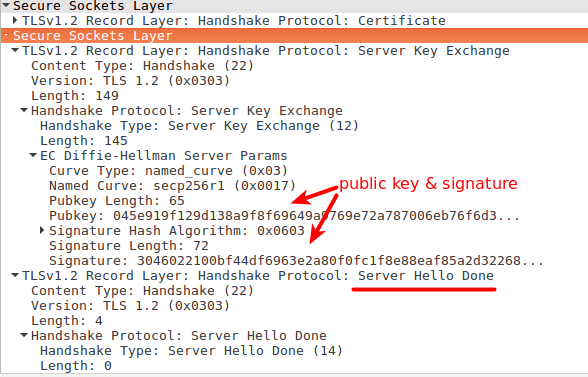 Secure Sockets Layer
TLSv1.2 Record Layer: Handshake Protocol: Certificate
Secure Sockets Layer
TLSv1.2 Record Layer: Handshake Protocol: Server Key Exchange
Content Type: Handshake (22)
Version: TLS 1.2 (0x0303)
Length: 149
Handshake Protocol: Server Key Exchange
Handshake Type: Server Key Exchange (12)
Length: 145
EC Diffie-Hellman Server Params
Curve Type: named_curve (0x03)
Named Curve: secp256r1 (0x0017)
public key & signature
Pubkey Length: 65
Pubkey: 045e919f129d138a9f8f69649a9769e72a787006eb76f6d3...
Signature Hash Algorithm: 0x0603
Signature Length: 72
Signature: 3046022100bf44df6963e2a80f0fc1f8e88eaf85a2d32268...
TLSv1.2 Record Layer: Handshake Protocol: Server Hello Done
Content Type: Handshake (22)
Version: TLS 1.2 (0x0303)
Length: 4
Handshake Protocol: Server Hello Done
Handshake Type: Server Hello Done (14)
Length: 0